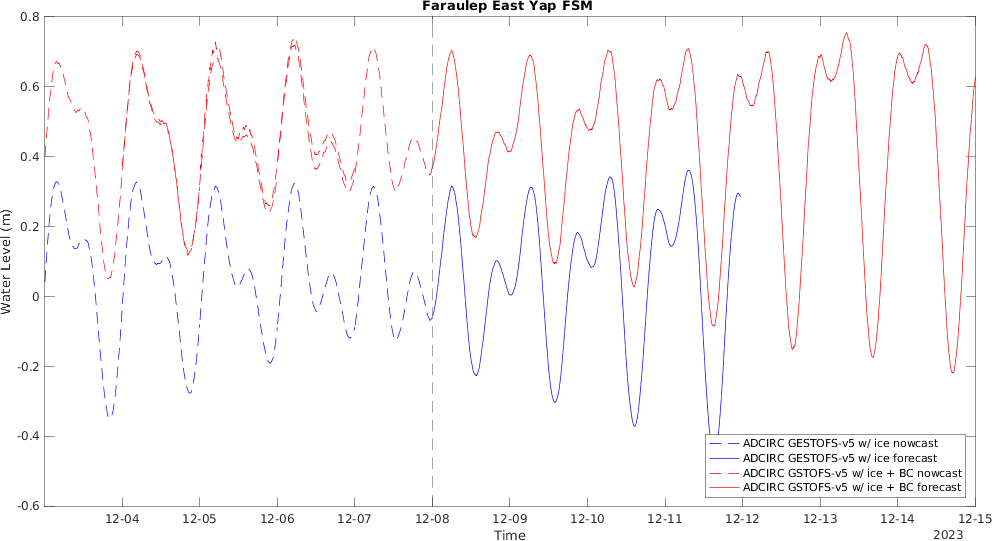 Faraulep East Yap FSM
0.8
0.6
0.4
0.2
0
-0.2
-0.4
-0.6
Water Level (m)
ADCIRC GESTOFS-v5 w/ ice nowcast
ADCIRC GESTOFS-v5 w/ ice forecast
ADCIRC GSTOFS-v5 w/ ice + BC nowcast
ADCIRC GSTOFS-v5 w/ ice + BC forecast
12-04 12-05 12-06 12-07 12-08 12-09 12-10 12-11 12-12 12-13 12-14 12-15
Time
2023